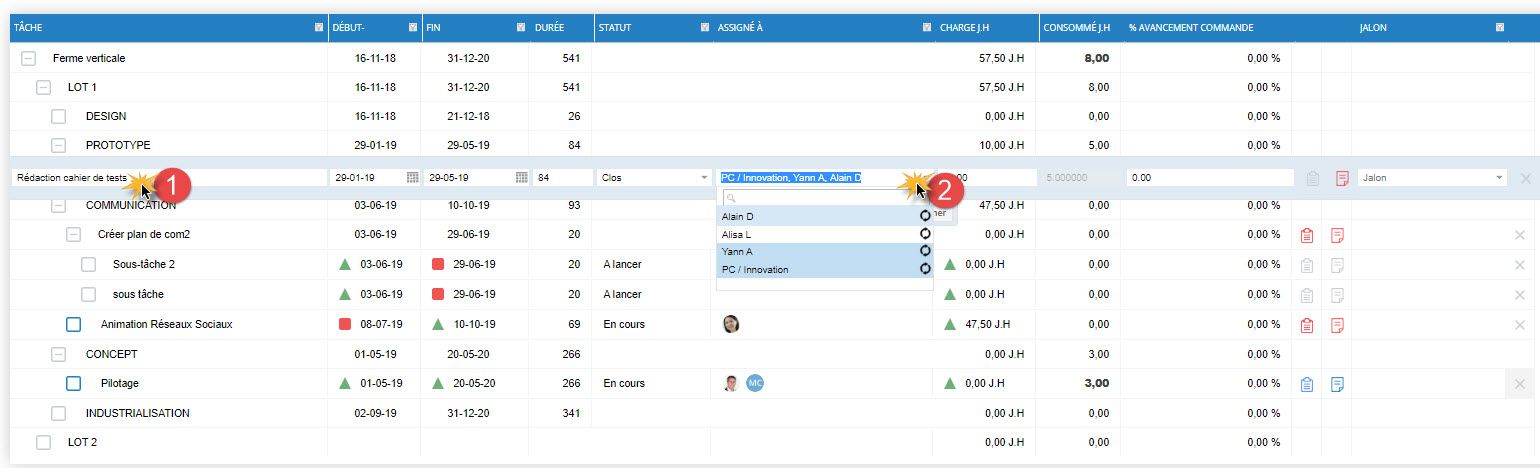 TÂCHE DÉBUT- FIN DURÉE STATUT ASSIGNÉ À CHARGE J.H CONSOMMÉ J.H % AVANCEMENT COMMANDE JALON
Ferme verticale 16-11-18 31-12-20 541 57,50 J.H 8,00 0,00 %
LOT 1 16-11-18 31-12-20 541 57,50 J.H 8,00 0,00 %
DESIGN 16-11-18 21-12-18 26 0,00 J.H 0,00 0,00 %
PROTOTYPE 29-01-19 29-05-19 84 10,00 J.H 5,00 0,00 %
Rédaction cahier de tests 1 29-01-19 29-05-19 84 Clos PC / Innovation, Yann A, Alain D 2 5.000000 0.00 Jalon
COMMUNICATION 03-06-19 10-10-19 93 47,50 J.H 0,00 0,00 %
Alain D
Créer plan de com2 03-06-19 29-06-19 20 Alisa L 0,00 J.H 0,00 0,00 %
Yann A
Sous-tâche 2 03-06-19 29-06-19 20 A lancer PC / Innovation 0,00 J.H 0,00 0,00 %
sous tâche 03-06-19 29-06-19 20 A lancer 0,00 J.H 0,00 0,00 %
Animation Réseaux Sociaux 08-07-19 10-10-19 69 En cours 47,50 J.H 0,00 0,00 %
CONCEPT 01-05-19 20-05-20 266 0,00 J.H 3,00 0,00 %
Pilotage 01-05-19 20-05-20 266 En cours MC 0,00 J.H 3,00 0,00 %
INDUSTRIALISATION 02-09-19 31-12-20 341 0,00 J.H 0,00 0,00 %
LOT 2 0,00 J.H 0,00 0,00 %